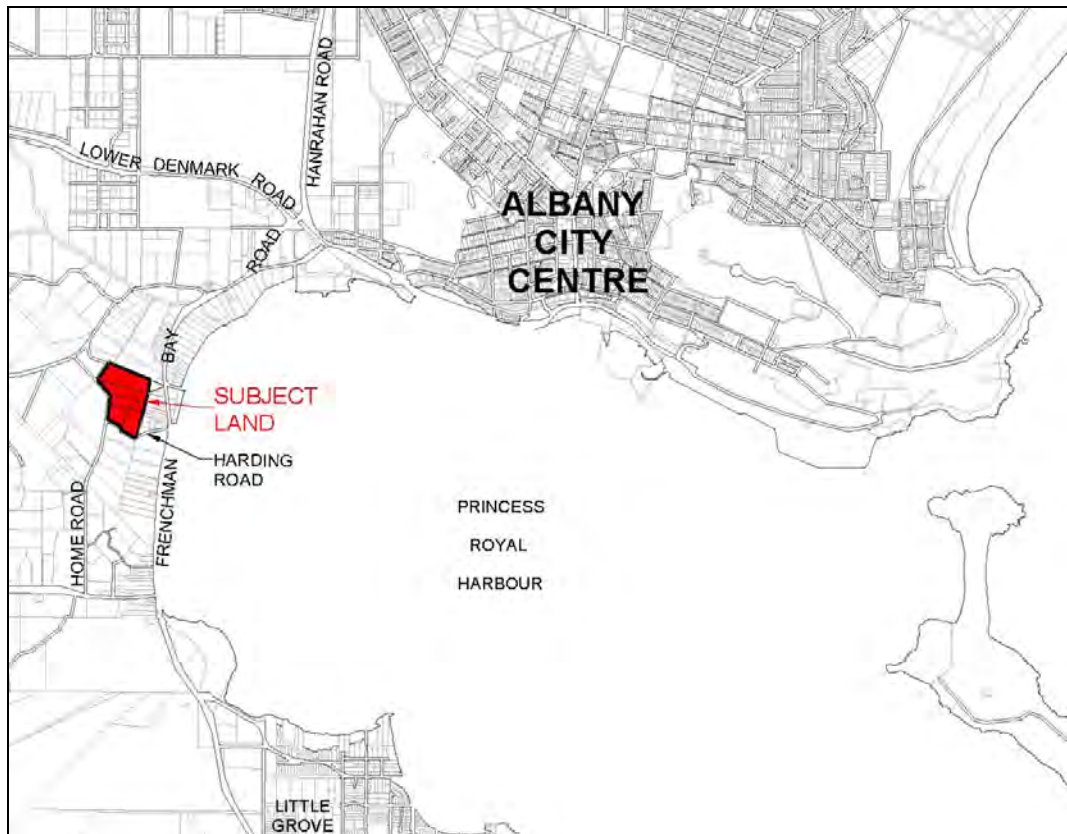 HANRAHAN ROAD
LOWER DENMARK ROAD
ALBANY
CITY
CENTRE
FRENCHMAN BAY ROAD
SUBJECT
LAND
HARDING
ROAD
HOME ROAD
PRINCESS
ROYAL
HARBOUR
LITTLE
GROVE